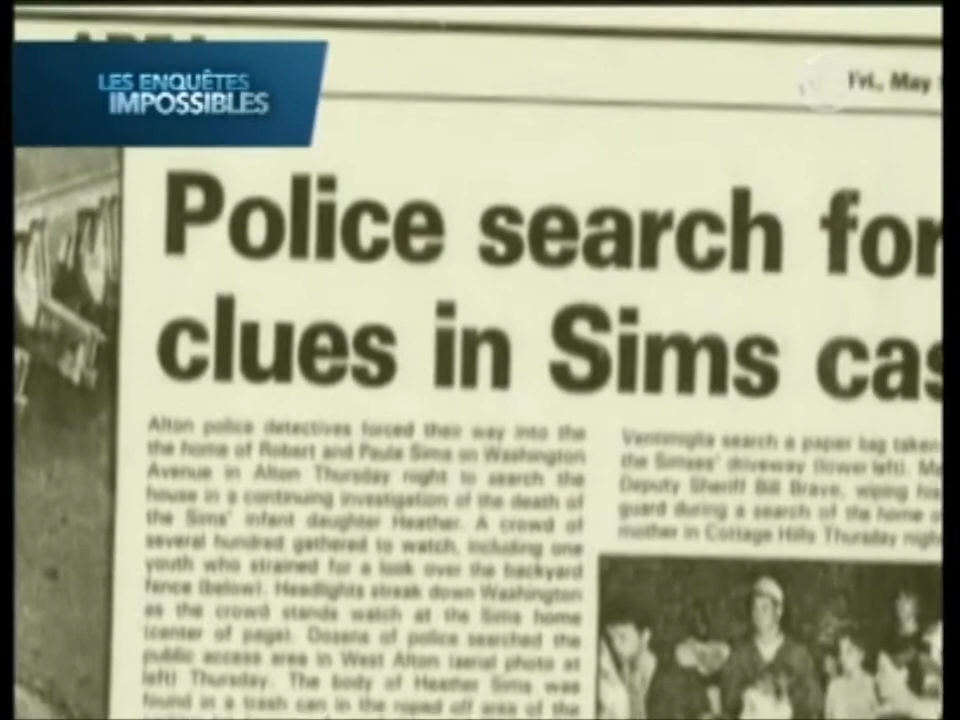 AREA
LES ENQUÊTES
IMPOSSIBLES
Fri., May
Police search for
clues in Sims cas
Alton police detectives forced their way into the
the home of Robert and Paula Sims on Washington
Avenue in Alton Thursday night to search the
house in a continuing investigation of the death of
the Sims' infant daughter Heather. A crowd of
several hundred gathered to watch, including one
youth who strained for a look over the backyard
fence (below). Headlights streak down Washington
as the crowd stands watch at the Sims home
(center of page). Dozens of police searched the
public access area in West Alton (aerial photo at
left) Thursday. The body of Heather Sims was
found in a trash can in the roped off area of the
Ventimiglia search a paper bag taken
the Simses' driveway (lower left). Ma
Deputy Sheriff Bill Brave, wiping his
guard during a search of the home o
mother in Cottage Hills Thursday nigh